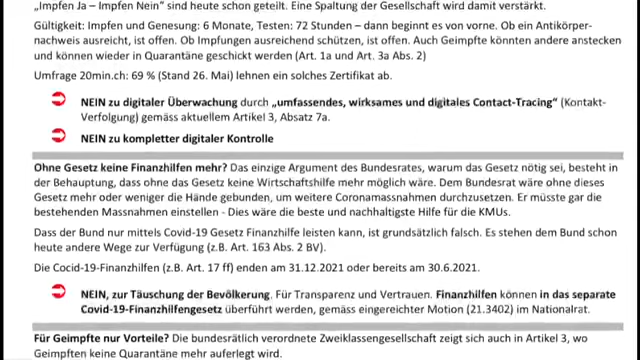 „Impfen Ja – Impfen Nein" sind heute schon geteilt. Eine Spaltung der Gesellschaft wird damit verstärkt.
Gültigkeit: Impfen und Genesung: 6 Monate, Testen: 72 Stunden – dann beginnt es von vorne. Ob ein Antikörper-
nachweis ausreicht, ist offen. Ob Impfungen ausreichend schützen, ist offen. Auch Geimpfte könnten andere anstecken
und können wieder in Quarantäne geschickt werden (Art. 1a und Art. 3a Abs. 2)
Umfrage 20min.ch: 69 % (Stand 26. Mai) lehnen ein solches Zertifikat ab.
NEIN zu digitaler Überwachung durch „umfassendes, wirksames und digitales Contact-Tracing" (Kontakt-
Verfolgung) gemäss aktuellem Artikel 3, Absatz 7a.
NEIN zu kompletter digitaler Kontrolle
Ohne Gesetz keine Finanzhilfen mehr? Das einzige Argument des Bundesrates, warum das Gesetz nötig sei, besteht in
der Behauptung, dass ohne das Gesetz keine Wirtschaftshilfe mehr möglich wäre. Dem Bundesrat wäre ohne dieses
Gesetz mehr oder weniger die Hände gebunden, um weitere Coronamassnahmen durchzusetzen. Er müsste gar die
bestehenden Massnahmen einstellen - Dies wäre die beste und nachhaltigste Hilfe für die KMUs.
Dass der Bund nur mittels Covid-19 Gesetz Finanzhilfe leisten kann, ist grundsätzlich falsch. Es stehen dem Bund schon
heute andere Wege zur Verfügung (z.B. Art. 163 Abs. 2 BV).
Die Cocid-19-Finanzhilfen (z.B. Art. 17 ff) enden am 31.12.2021 oder bereits am 30.6.2021.
NEIN, zur Täuschung der Bevölkerung. Für Transparenz und Vertrauen. Finanzhilfen können in das separate
Covid-19-Finanzhilfengesetz überführt werden, gemäss eingereichter Motion (21.3402) im Nationalrat.
Für Geimpfte nur Vorteile? Die bundesrätlich verordnete Zweiklassengesellschaft zeigt sich auch in Artikel 3, wo
Geimpften keine Quarantäne mehr auferlegt wird.